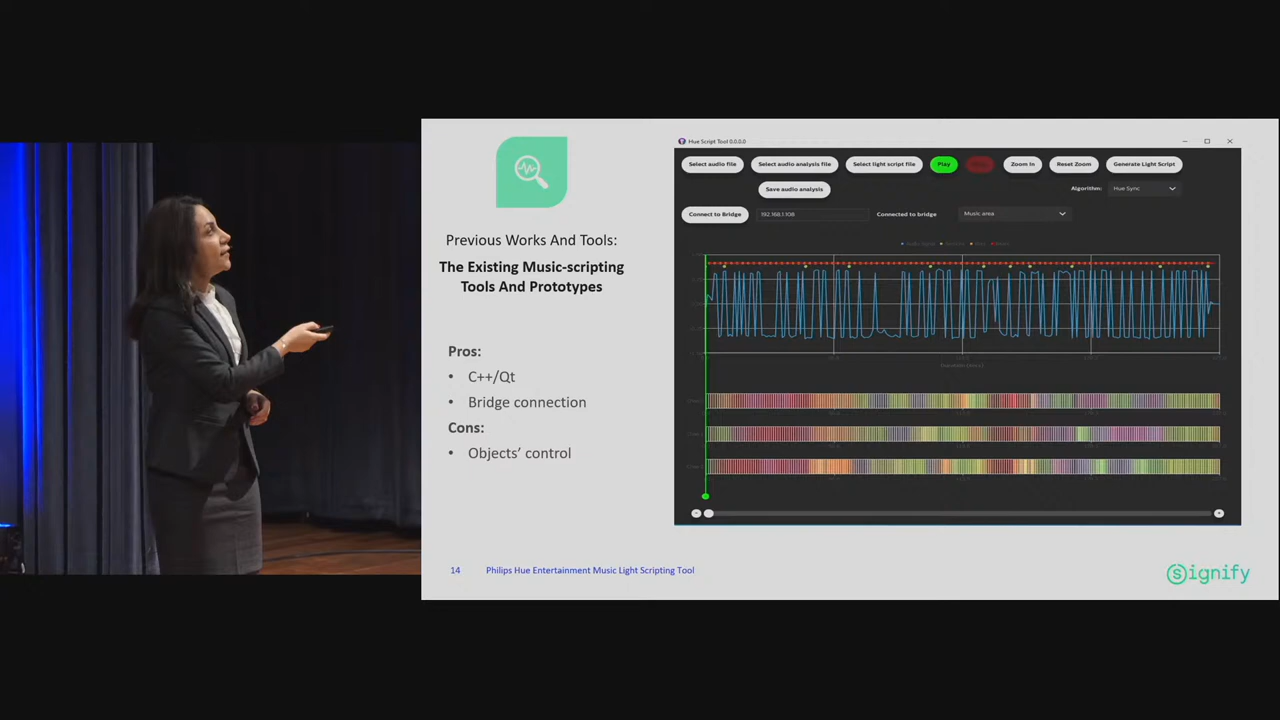 Previous Works And Tools:
The Existing Music-scripting
Tools And Prototypes
Pros:
• C++/Qt
• Bridge connection
Cons:
• Objects' control
14 Philips Hue Entertainment Music Light Scripting Tool
Signify
Hue Script Tool 0.0.0.0
Select audio file Select audio analysis file Select light script file Play Zoom In Reset Zoom Generate Light Script
Save audio analysis Algorithm: Hue Sync
Connect to Bridge 192.168.1.108 Connected to bridge Music area